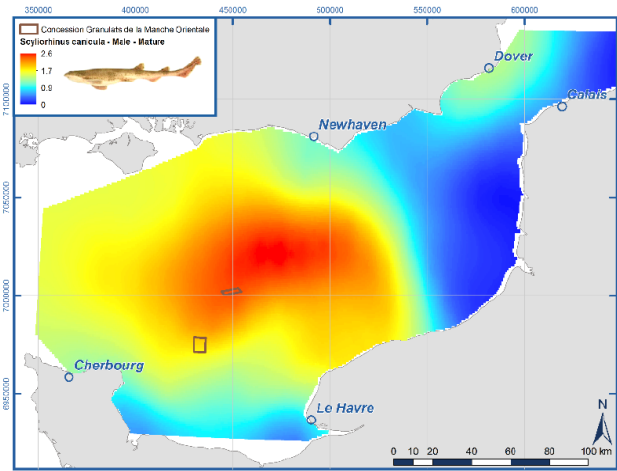 350000 400000 450000 500000 550000 600000
Concession Granulats de la Manche Orientale
Scyliorhinus canicula - Male - Mature
2.6
1.7
0.9
0
Dover
Calais
Newhaven
7100000
7050000
7000000
6950000
Cherbourg
Le Havre
N
0 10 20 40 60 80 100 km